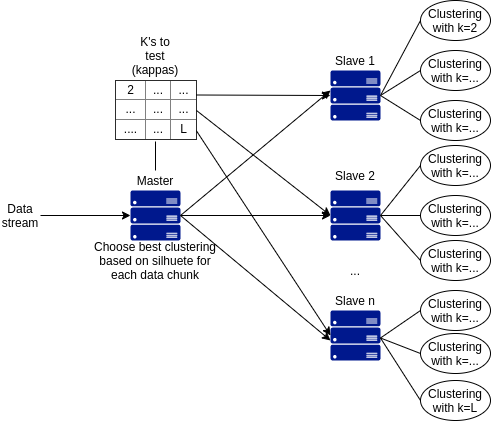 K's to
test
(kappas)
2 ... ...
... ... ...
.... ... L
Master
Data
stream
Choose best clustering
based on silhuete for
each data chunk
Slave 1
Slave 2
...
Slave n
Clustering
with k=2
Clustering
with k=...
Clustering
with k=...
Clustering
with k=...
Clustering
with k=...
Clustering
with k=...
Clustering
with k=...
Clustering
with k=...
Clustering
with k=L